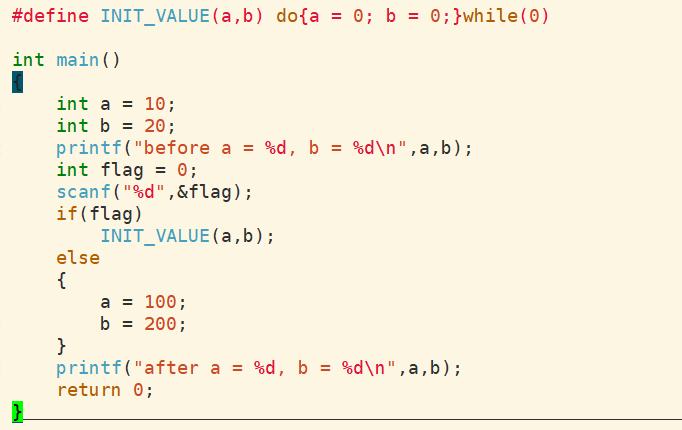 #define INIT_VALUE(a,b) do{a = 0; b = 0;}while(0)
int main()
{
    int a = 10;
    int b = 20;
    printf("before a = %d, b = %d\n",a,b);
    int flag = 0;
    scanf("%d",&flag);
    if(flag)
        INIT_VALUE(a,b);
    else
    {
        a = 100;
        b = 200;
    }
    printf("after a = %d, b = %d\n",a,b);
    return 0;
}